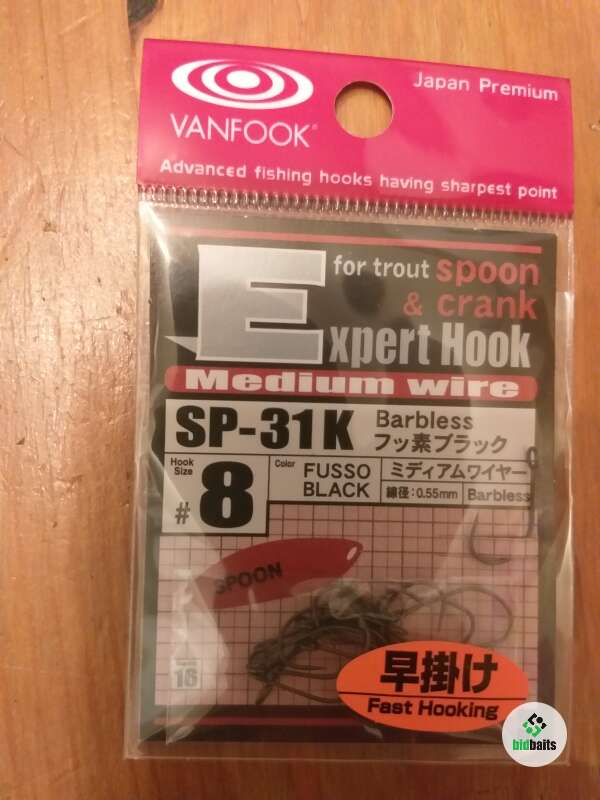 Japan Premium
VANFOOK®
Advanced fishing hooks having sharpest point
for trout spoon
& crank
Expert Hook
Medium wire
SP-31K
Barbless
フッ素ブラック
Hook
Size
#8
Color
FUSSO
BLACK
ミディアムワイヤー
線径:0.55mm
Barbless
SPOON
16
早掛け
Fast Hooking
bidbaits